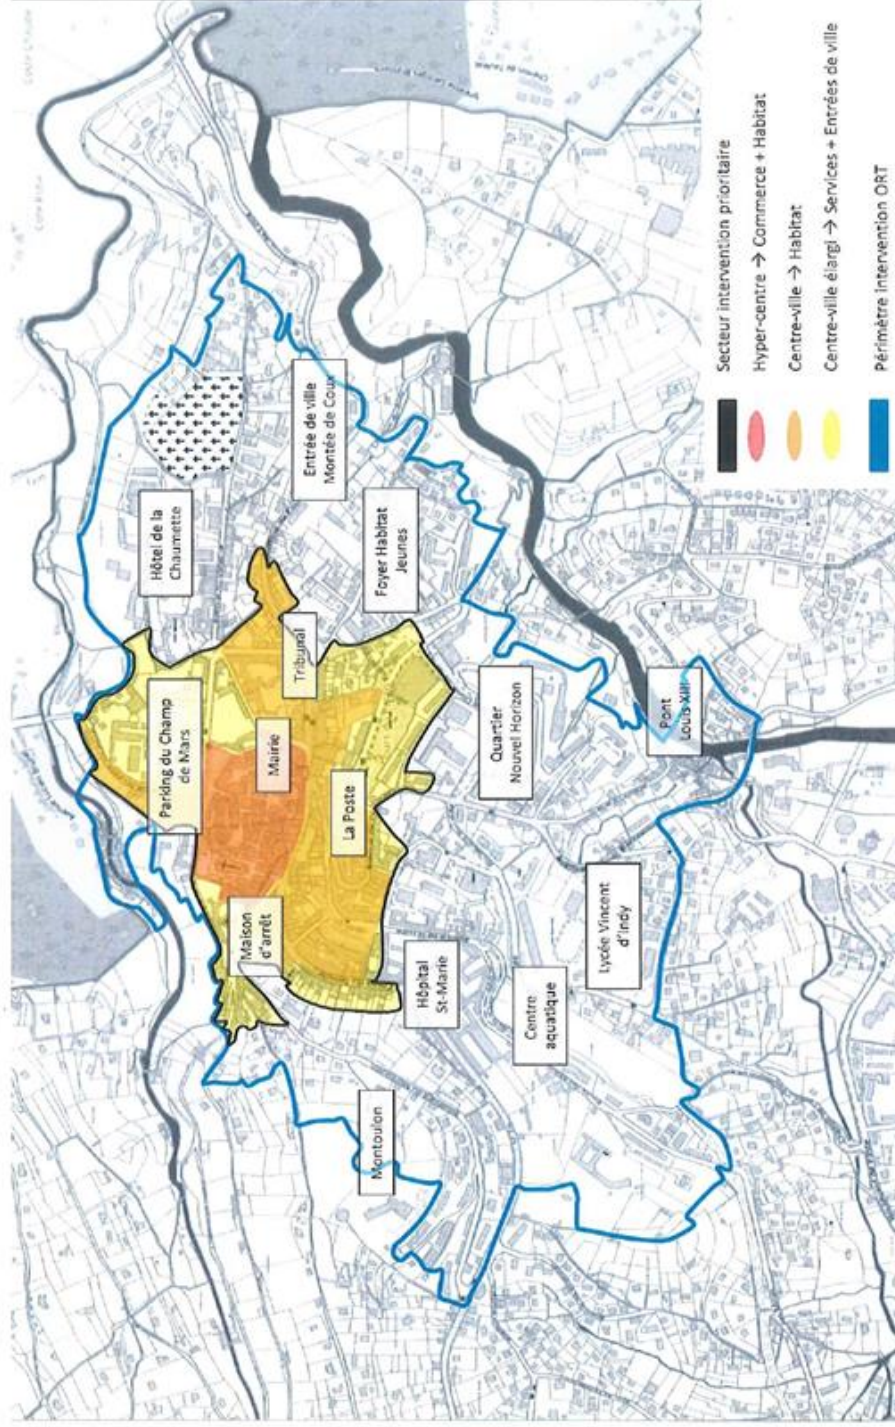 Montoulon
Maison
d'arrêt
Parking du Champ
de Mars
Hôtel de la
Chaumette
Mairie
Tribunal
Entrée de ville
Montée de Coux
La Poste
Foyer Habitat
Jeunes
Hôpital
St-Marie
Centre
aquatique
Quartier
Nouvel Horizon
Lycée Vincent
d'Indy
Pont
Louis XIII
Secteur intervention prioritaire
Hyper-centre → Commerce + Habitat
Centre-ville → Habitat
Centre-ville élargi → Services + Entrées de ville
Périmètre intervention ORT